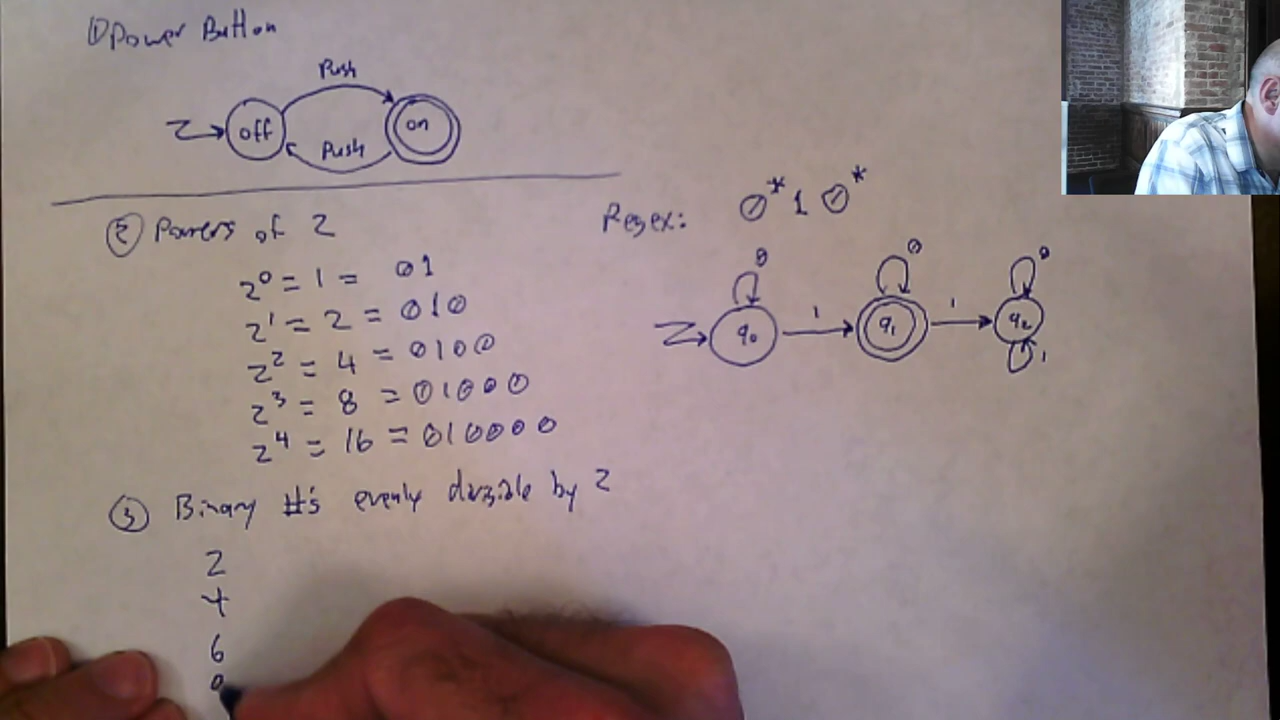 ① Power Button
Push
off
on
Push
② Powers of 2
2⁰ = 1 = 01
2¹ = 2 = 010
2² = 4 = 0100
2³ = 8 = 01000
2⁴ = 16 = 010000
Regex: 0*10*
0 0 0
q₀ 1 q₁ 1 q₂
1
③ Binary #'s evenly divisible by 2
2
4
6